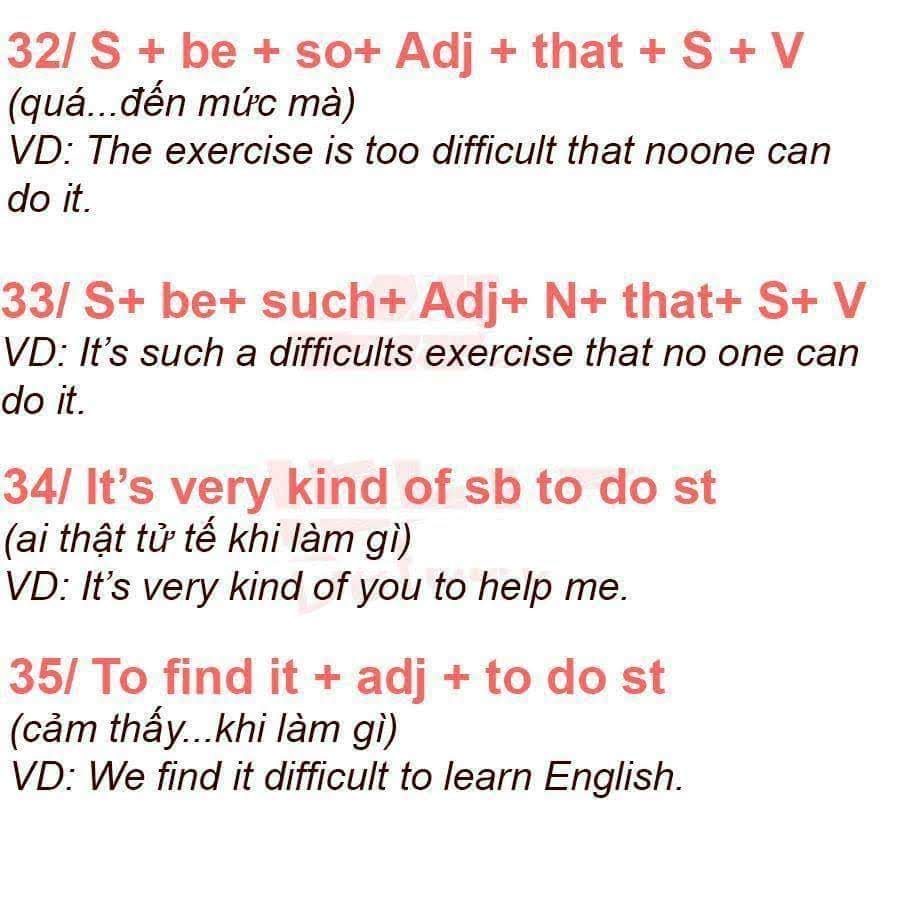 32/ S + be + so+ Adj + that + S + V
(quá...đến mức mà)
VD: The exercise is too difficult that noone can
do it.
33/ S+ be+ such+ Adj+ N+ that+ S+ V
VD: It’s such a difficults exercise that no one can
do it.
34/ It’s very kind of sb to do st
(ai thật tử tế khi làm gì)
VD: It’s very kind of you to help me.
35/ To find it + adj + to do st
(cảm thấy...khi làm gì)
VD: We find it difficult to learn English.